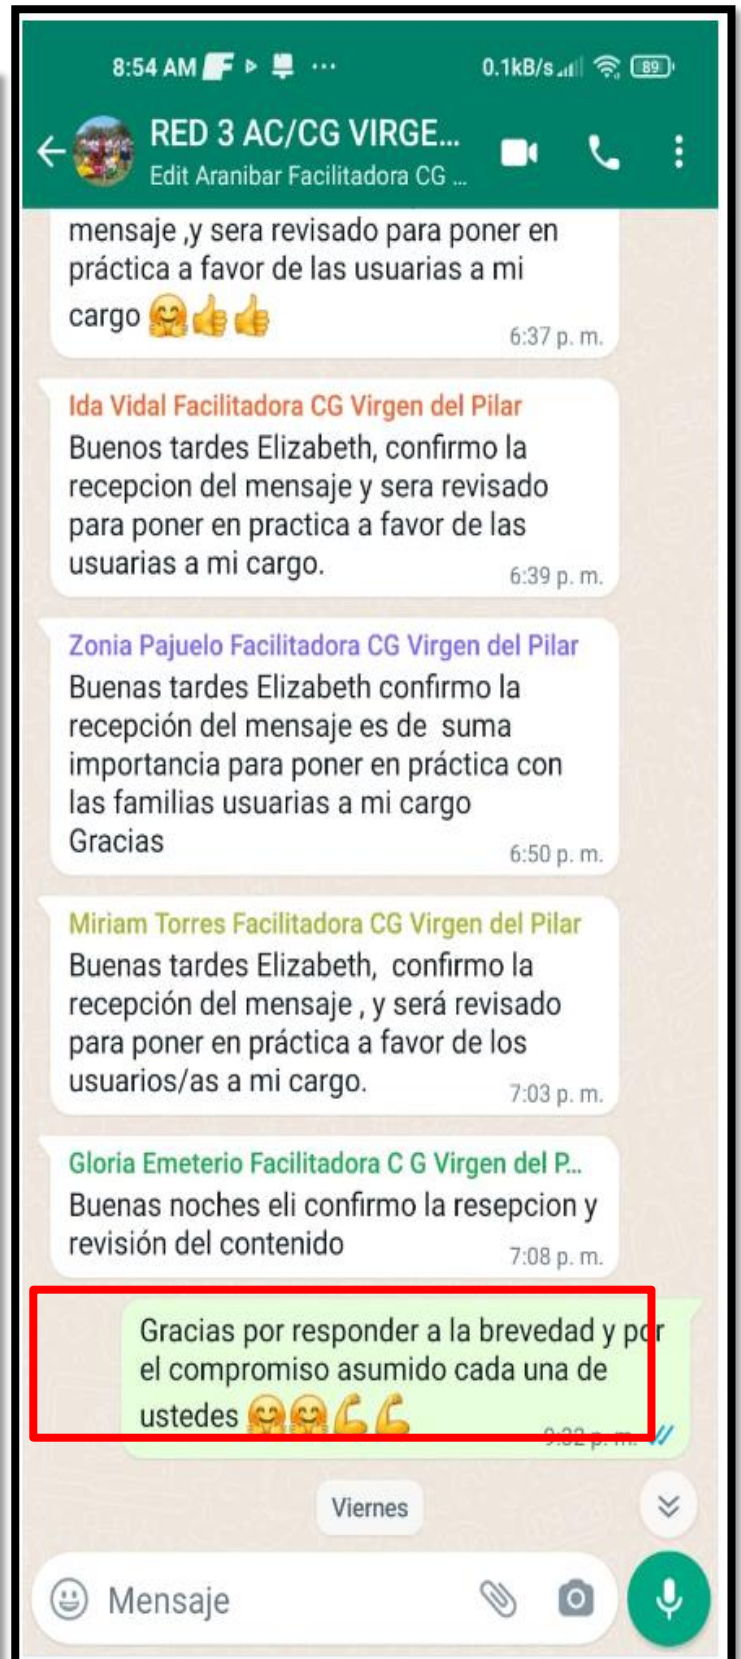 8:54 AM ... 0.1kB/s 89
RED 3 AC/CG VIRGE...
Edit Aranibar Facilitadora CG ...
mensaje ,y sera revisado para poner en
práctica a favor de las usuarias a mi
cargo 🤗👍👍
6:37 p. m.
Ida Vidal Facilitadora CG Virgen del Pilar
Buenos tardes Elizabeth, confirmo la
recepcion del mensaje y sera revisado
para poner en practica a favor de las
usuarias a mi cargo.
6:39 p. m.
Zonia Pajuelo Facilitadora CG Virgen del Pilar
Buenas tardes Elizabeth confirmo la
recepción del mensaje es de suma
importancia para poner en práctica con
las familias usuarias a mi cargo
Gracias
6:50 p. m.
Miriam Torres Facilitadora CG Virgen del Pilar
Buenas tardes Elizabeth, confirmo la
recepción del mensaje , y será revisado
para poner en práctica a favor de los
usuarios/as a mi cargo.
7:03 p. m.
Gloria Emeterio Facilitadora C G Virgen del P...
Buenas noches eli confirmo la resepcion y
revisión del contenido
7:08 p. m.
Gracias por responder a la brevedad y por
el compromiso asumido cada una de
ustedes 🤗🤗💪💪
9:32 p. m.
Viernes
Mensaje